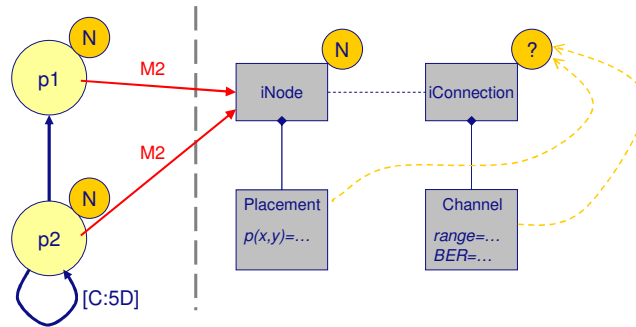 N
p1
M2
N
?
iNode
iConnection
M2
N
p2
Placement
p(x,y)=...
Channel
range=...
BER=...
[C:5D]